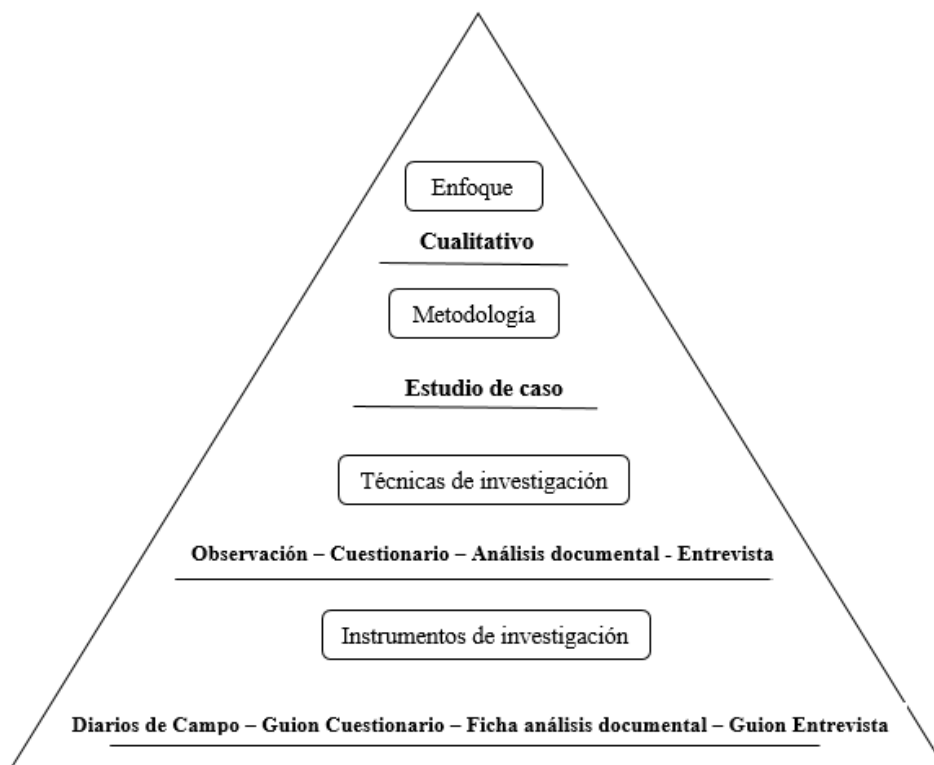 Enfoque
Cualitativo
Metodología
Estudio de caso
Técnicas de investigación
Observación – Cuestionario – Análisis documental - Entrevista
Instrumentos de investigación
Diarios de Campo – Guion Cuestionario – Ficha análisis documental – Guion Entrevista